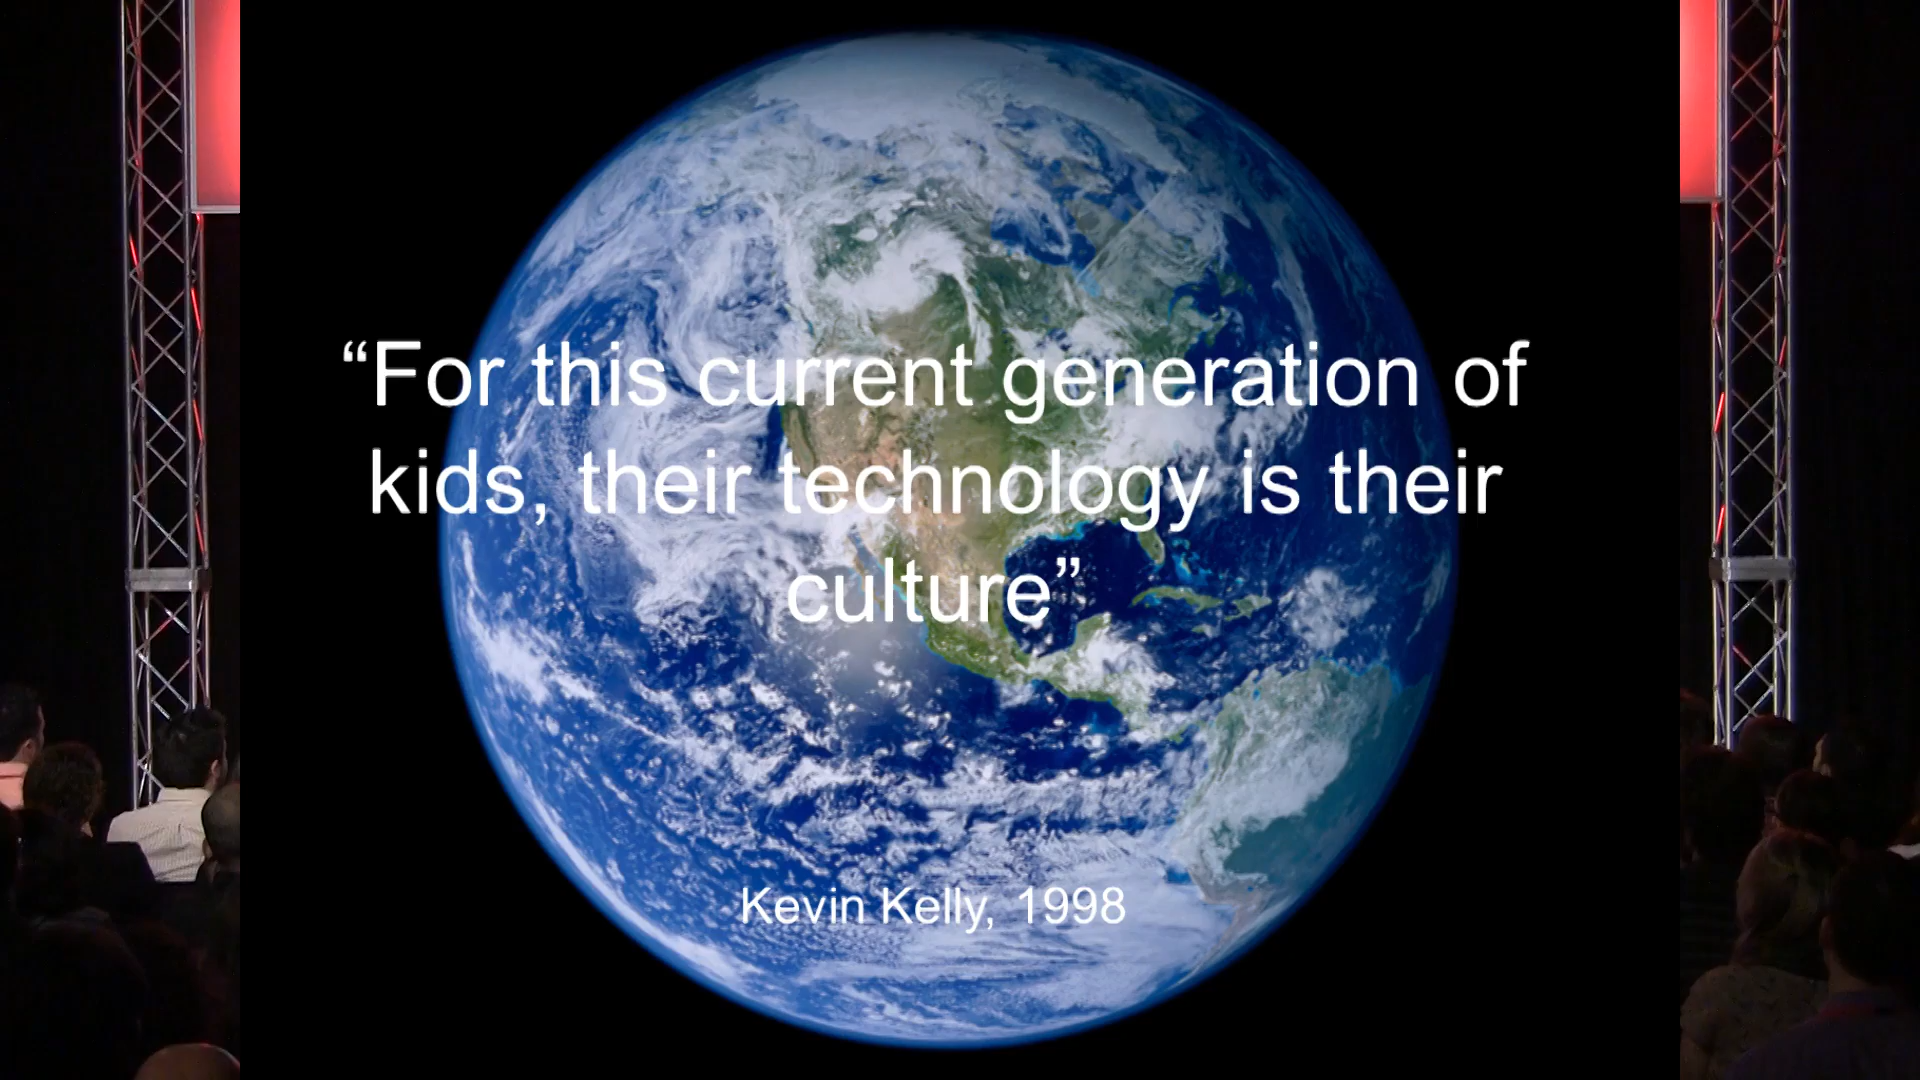 “For this current generation of
kids, their technology is their
culture”
Kevin Kelly, 1998